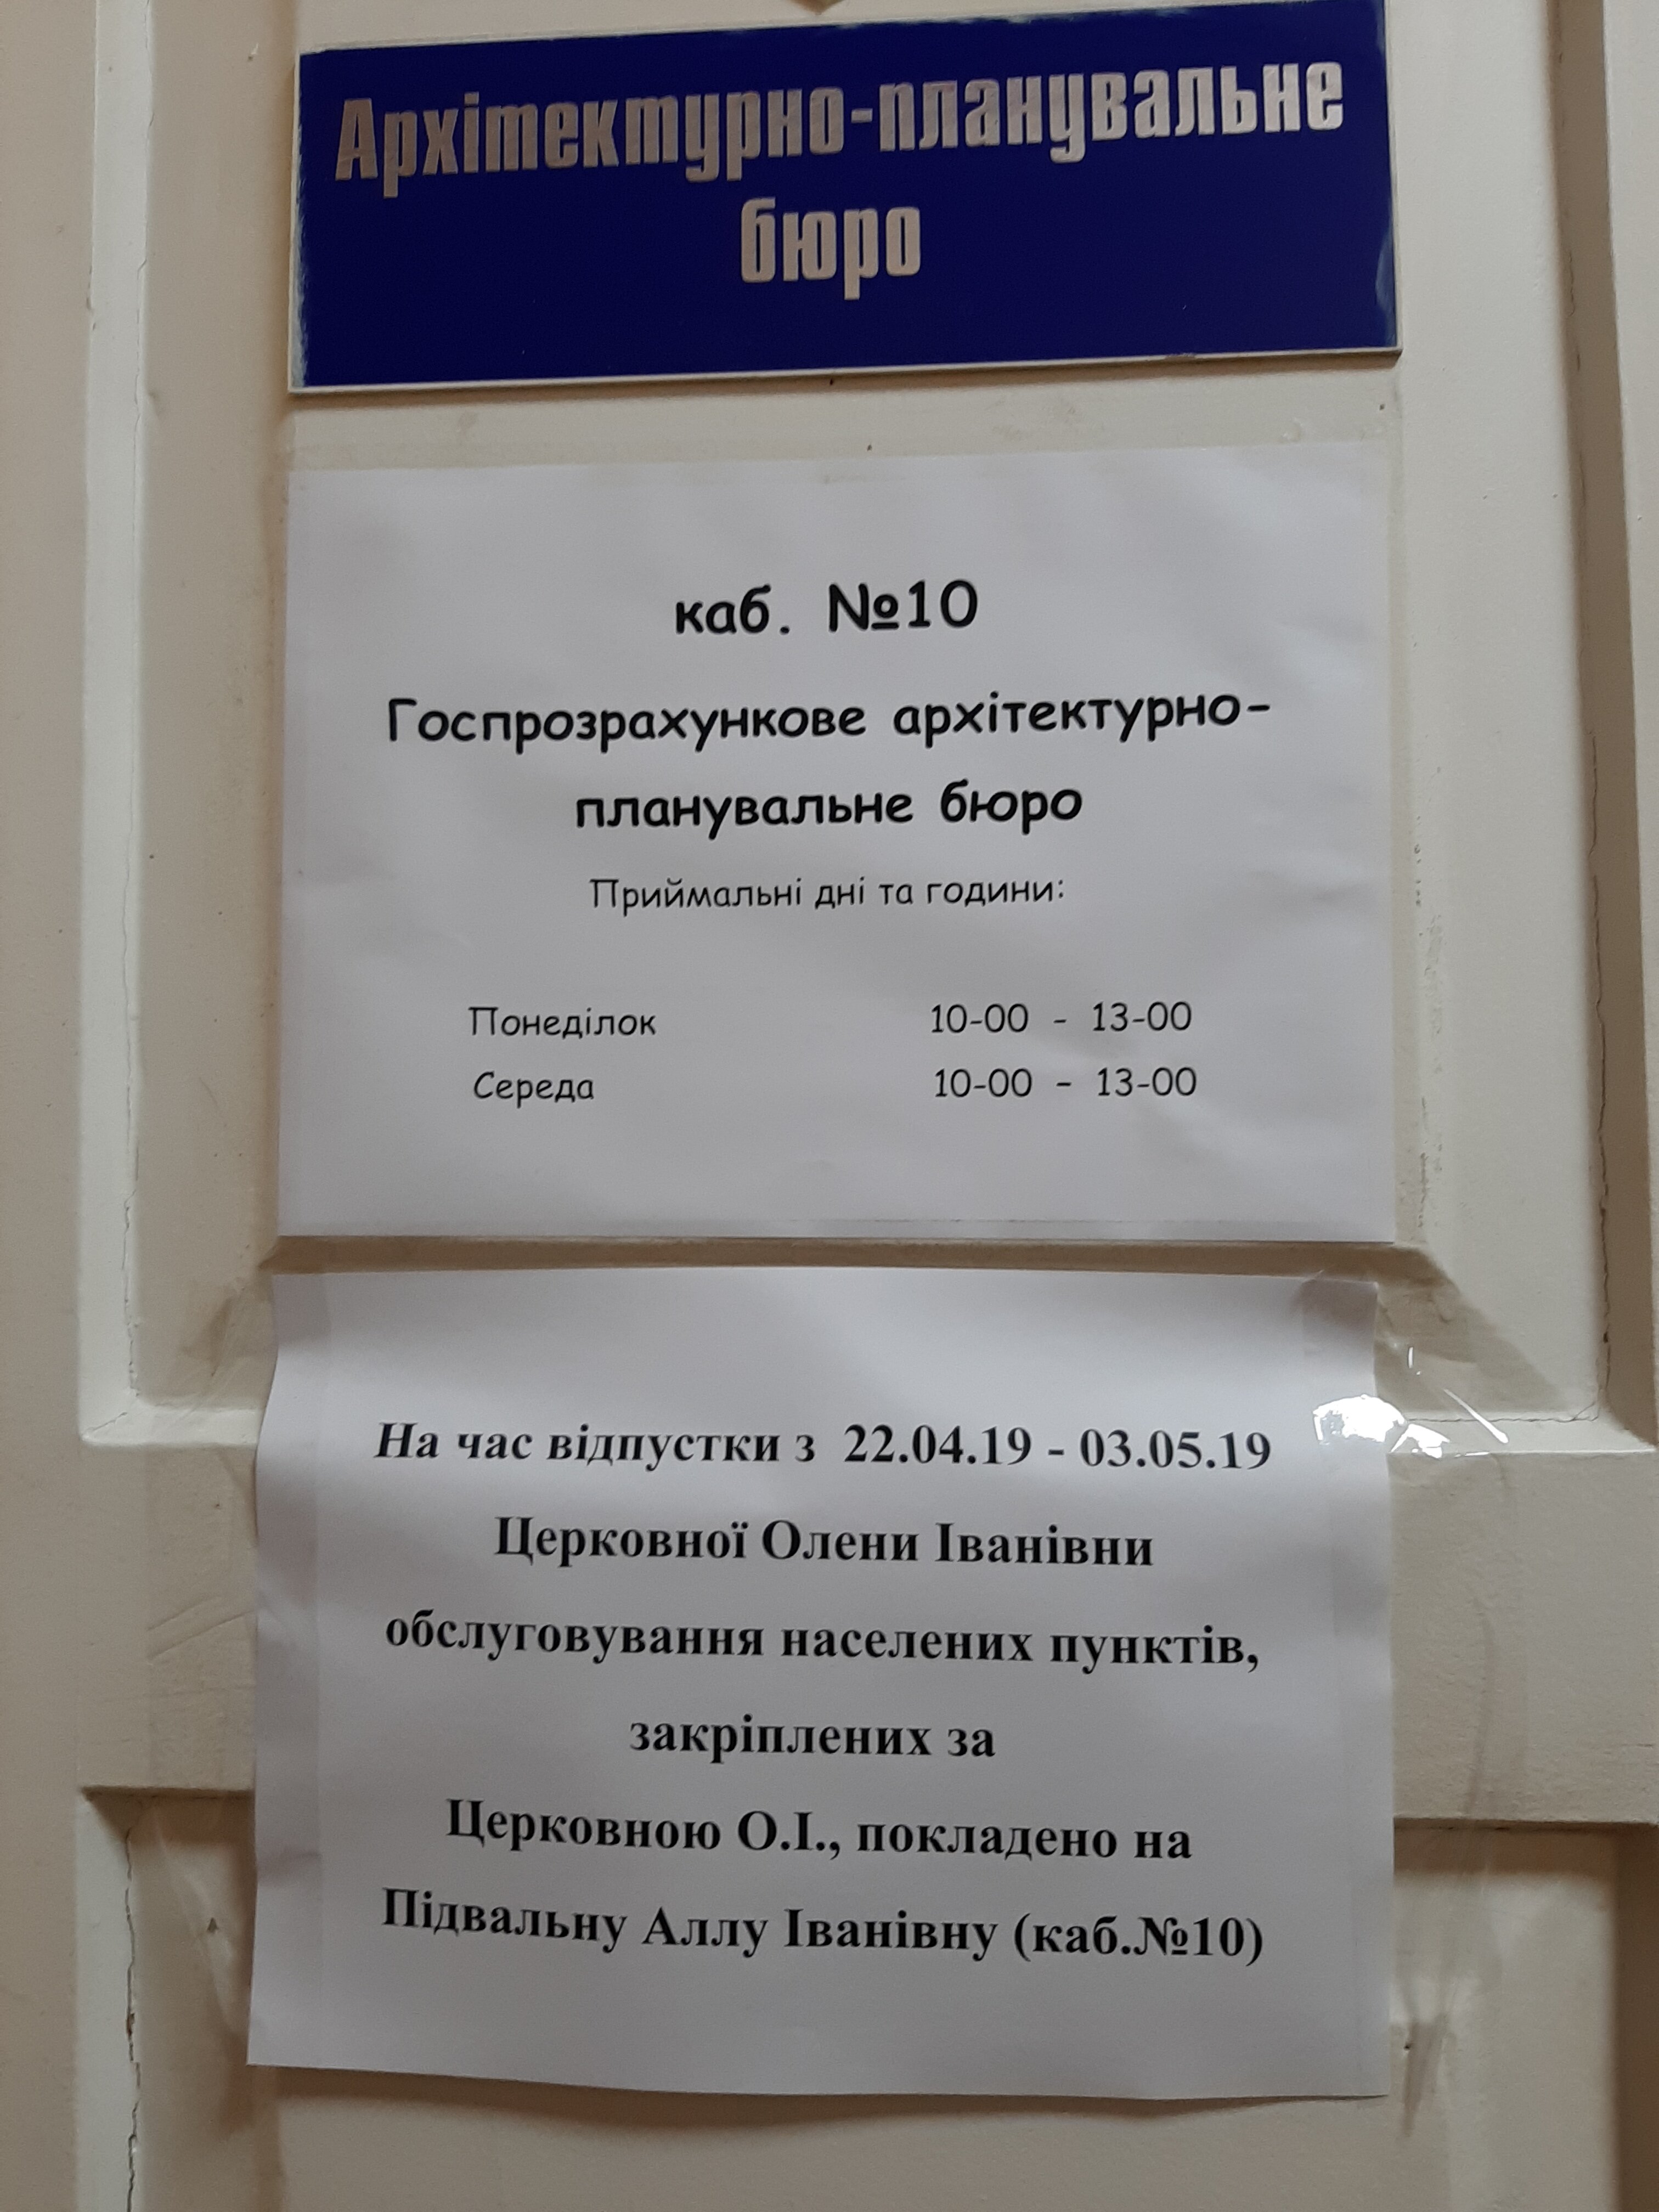 Архітектурно-планувальне
бюро
каб. №10
Госпрозрахункове архітектурно-
планувальне бюро
Приймальні дні та години:
Понеділок 10-00 - 13-00
Середа 10-00 - 13-00
На час відпустки з 22.04.19 - 03.05.19
Церковної Олени Іванівни
обслуговування населених пунктів,
закріплених за
Церковною О.І., покладено на
Підвальну Аллу Іванівну (каб.№10)